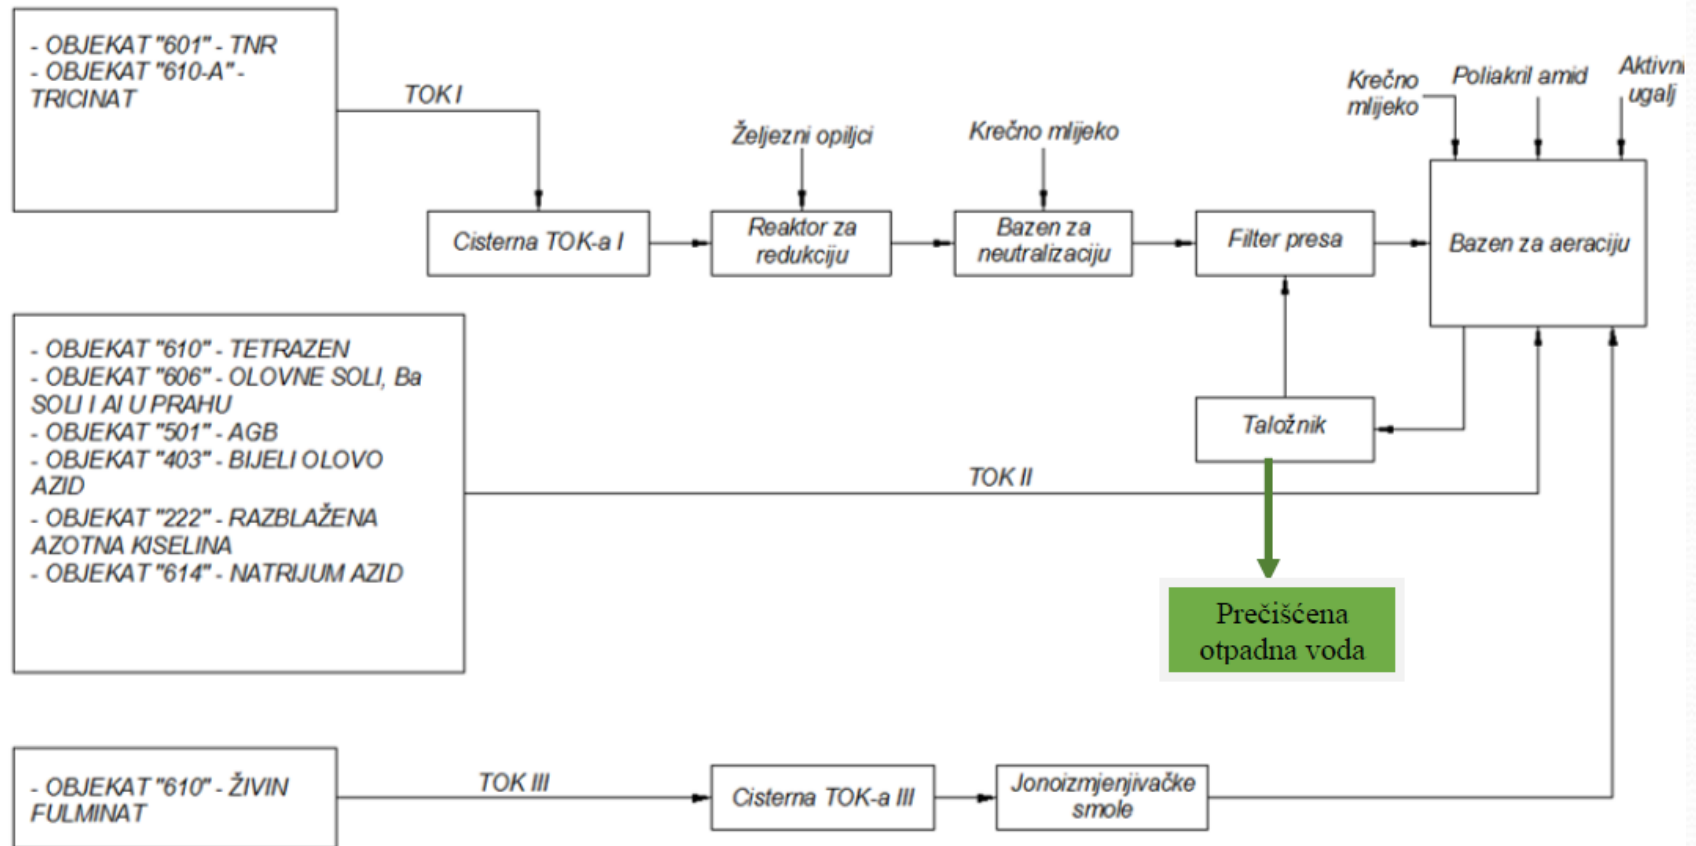 - OBJEKAT "601" - TNR
- OBJEKAT "610-A" -
TRICINAT
TOK I
Cisterna TOK-a I
Željezni opiljci
Reaktor za
redukciju
Krečno mlijeko
Bazen za
neutralizaciju
Filter presa
Krečno
mlijeko
Poliakril amid
Aktivni
ugalj
Bazen za aeraciju
Taložnik
Prečišćena
otpadna voda
- OBJEKAT "610" - TETRAZEN
- OBJEKAT "606" - OLOVNE SOLI, Ba
SOLI I Al U PRAHU
- OBJEKAT "501" - AGB
- OBJEKAT "403" - BIJELI OLOVO
AZID
- OBJEKAT "222" - RAZBLAŽENA
AZOTNA KISELINA
- OBJEKAT "614" - NATRIJUM AZID
TOK II
- OBJEKAT "610" - ŽIVIN
FULMINAT
TOK III
Cisterna TOK-a III
Jonoizmjenjivačke
smole